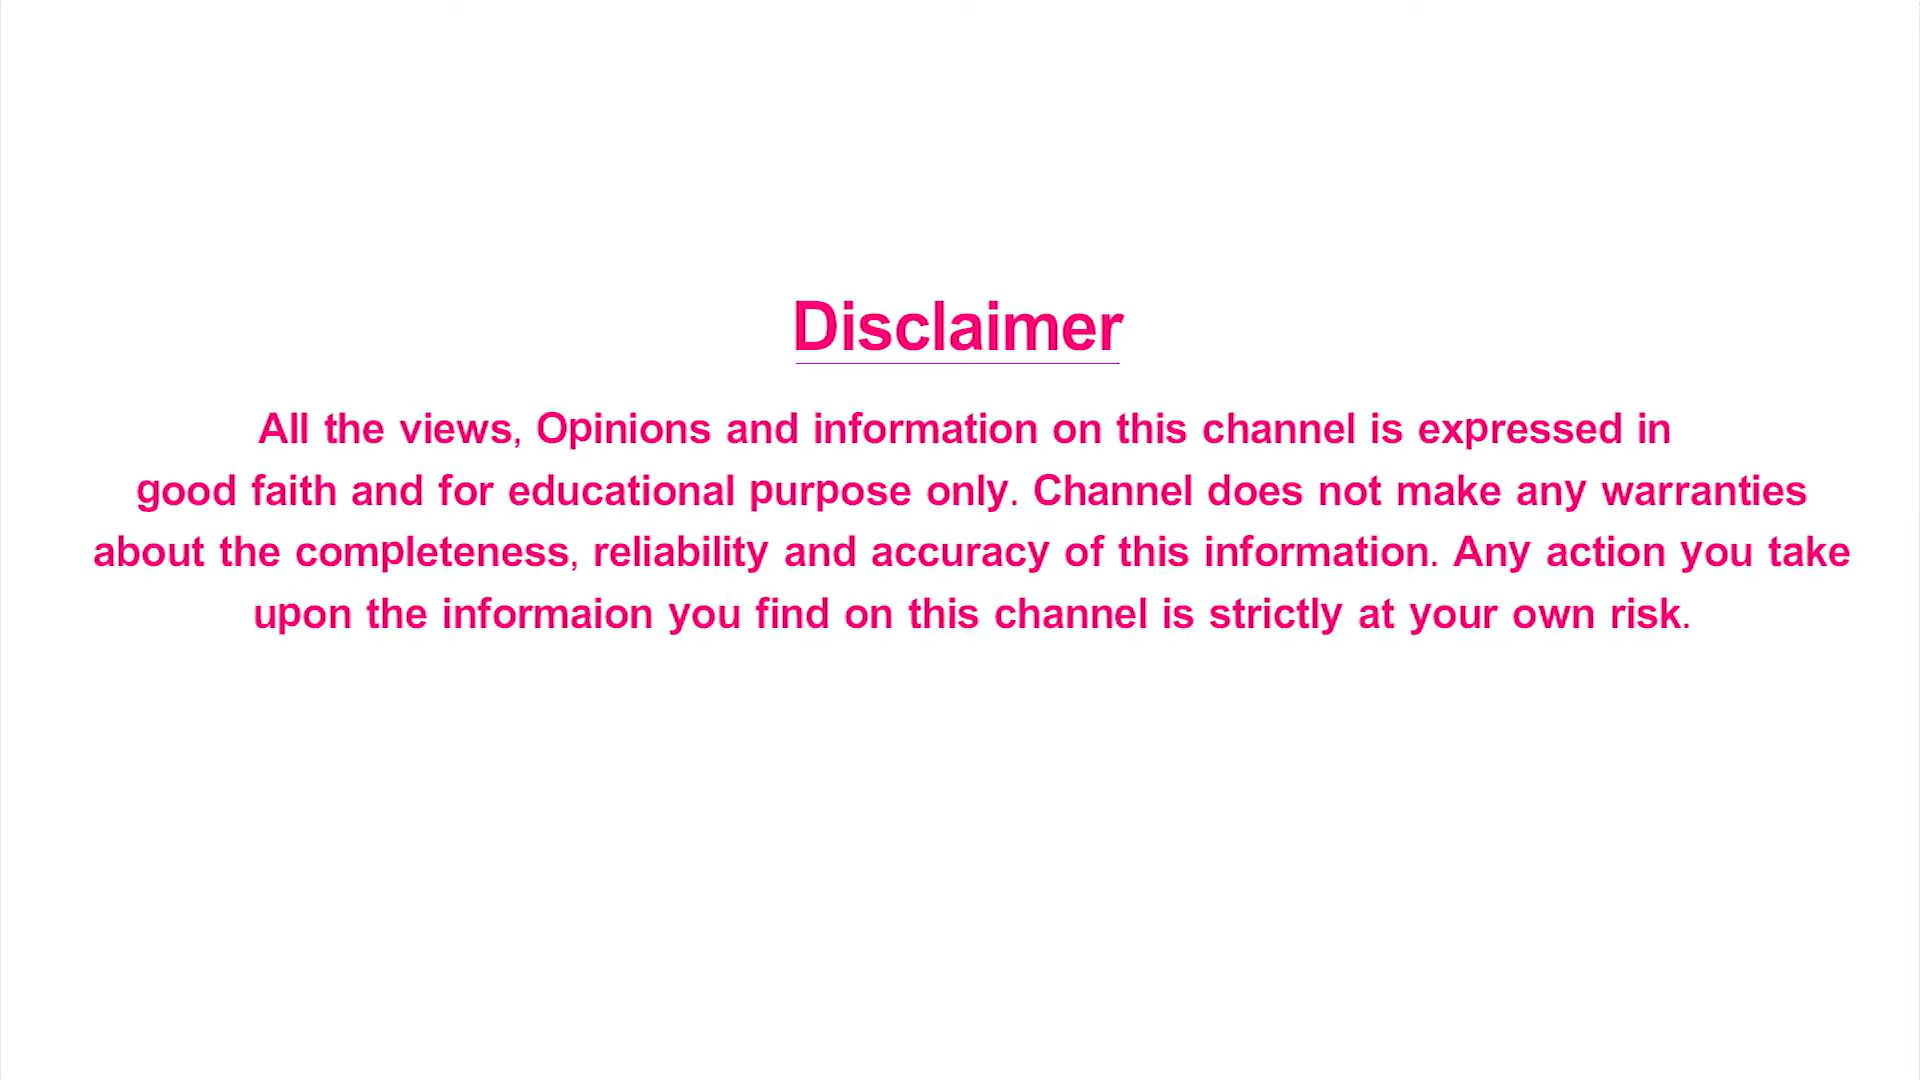 Disclaimer
All the views, Opinions and information on this channel is expressed in
good faith and for educational purpose only. Channel does not make any warranties
about the completeness, reliability and accuracy of this information. Any action you take
upon the informaion you find on this channel is strictly at your own risk.